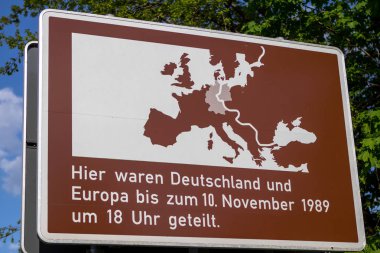 Hier waren Deutschland und
Europa bis zum 10. November 1989
um 18 Uhr geteilt.